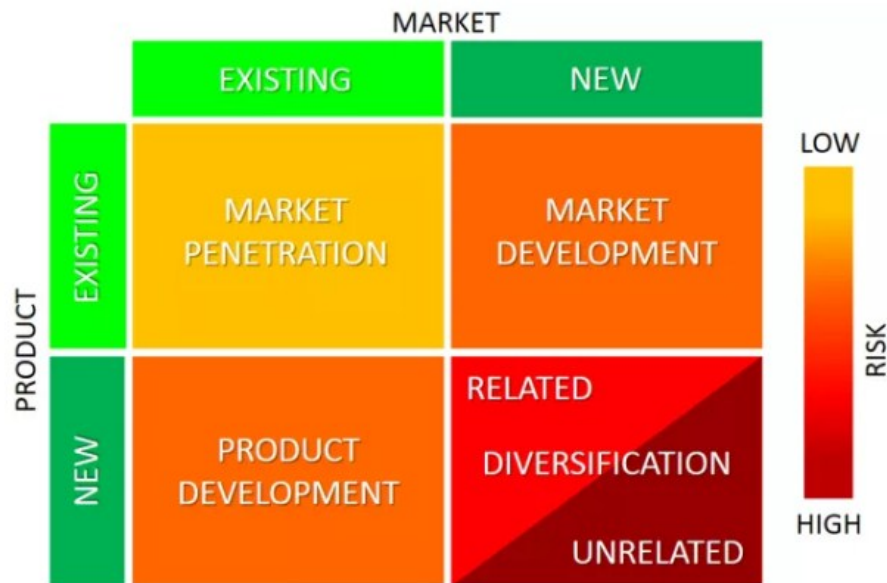 MARKET
EXISTING
NEW
PRODUCT
EXISTING
MARKET
PENETRATION
MARKET
DEVELOPMENT
NEW
PRODUCT
DEVELOPMENT
RELATED
DIVERSIFICATION
UNRELATED
LOW
RISK
HIGH